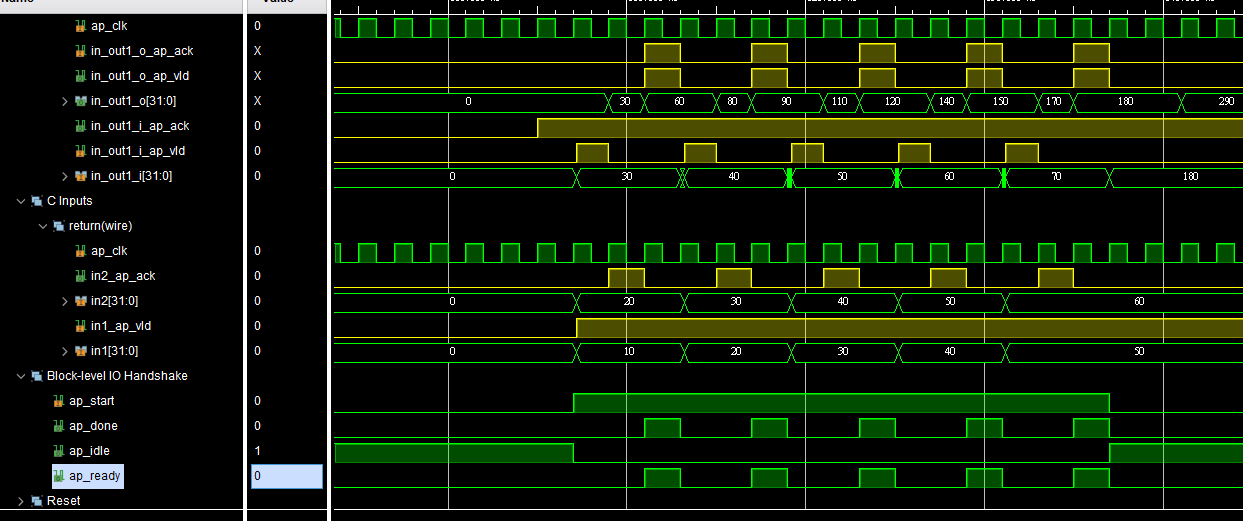 ap_clk 0
in_out1_o_ap_ack X
in_out1_o_ap_vld X
in_out1_o[31:0] X 0 30 60 80 90 110 120 140 150 170 180 290
in_out1_i_ap_ack 0
in_out1_i_ap_vld 0
in_out1_i[31:0] 0 0 30 40 50 60 70 180
C Inputs
return(wire)
ap_clk 0
in2_ap_ack 0
in2[31:0] 0 0 20 30 40 50 60
in1_ap_vld 0
in1[31:0] 0 0 10 20 30 40 50
Block-level IO Handshake
ap_start 0
ap_done 0
ap_idle 1
ap_ready 0
Reset